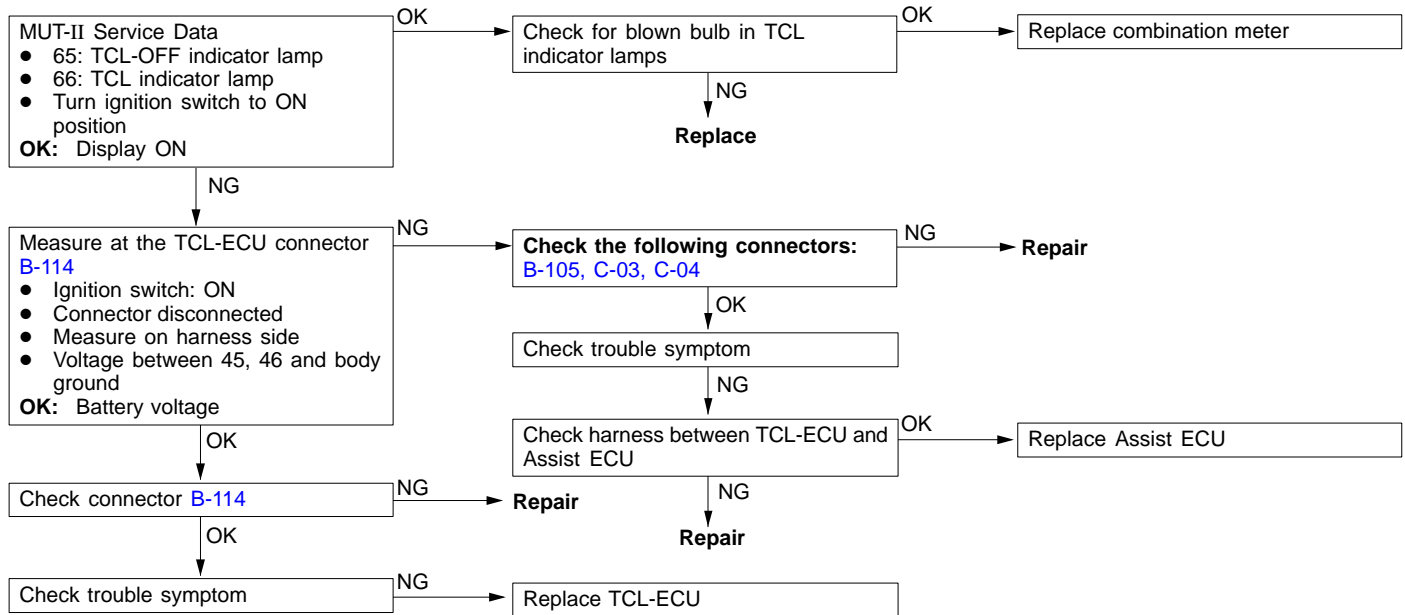 MUT-II Service Data
● 65: TCL-OFF indicator lamp
● 66: TCL indicator lamp
● Turn ignition switch to ON
position
OK: Display ON
OK
Check for blown bulb in TCL
indicator lamps
OK
Replace combination meter
NG
Replace
NG
Measure at the TCL-ECU connector
B-114
● Ignition switch: ON
● Connector disconnected
● Measure on harness side
● Voltage between 45, 46 and body
ground
OK: Battery voltage
NG
Check the following connectors:
B-105, C-03, C-04
NG
Repair
OK
Check trouble symptom
NG
Check harness between TCL-ECU and
Assist ECU
OK
Replace Assist ECU
NG
Repair
OK
Check connector B-114
NG
Repair
OK
Check trouble symptom
NG
Replace TCL-ECU